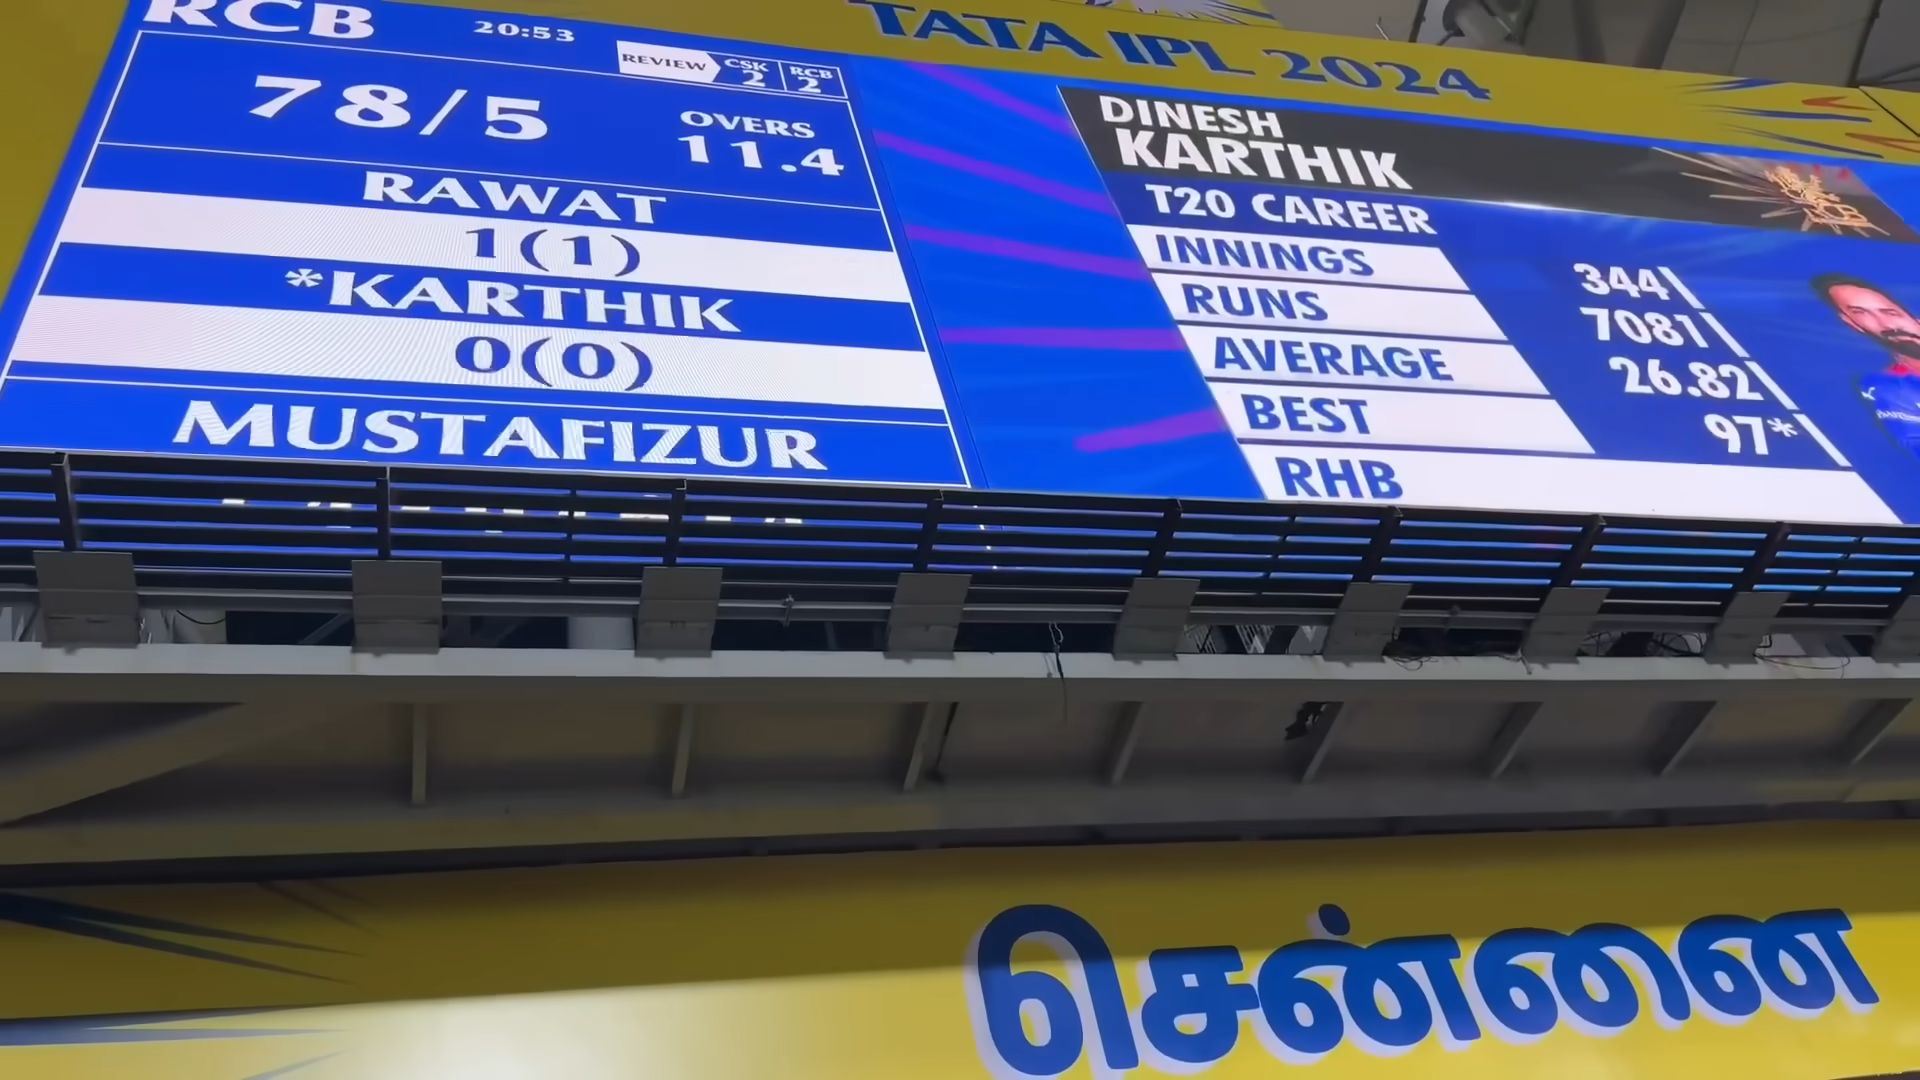 TATA IPL 2024
RCB
20:53
REVIEW CSK 2 RCB 2
78/5
OVERS
11.4
RAWAT
1(1)
*KARTHIK
0(0)
MUSTAFIZUR
DINESH
KARTHIK
T20 CAREER
INNINGS 344
RUNS 7081
AVERAGE 26.82
BEST 97*
RHB
சென்னை